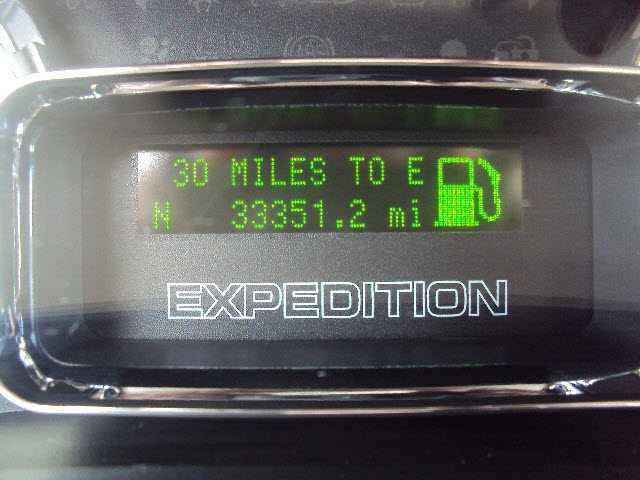 30 MILES TO E
N 33351.2 mi
EXPEDITION